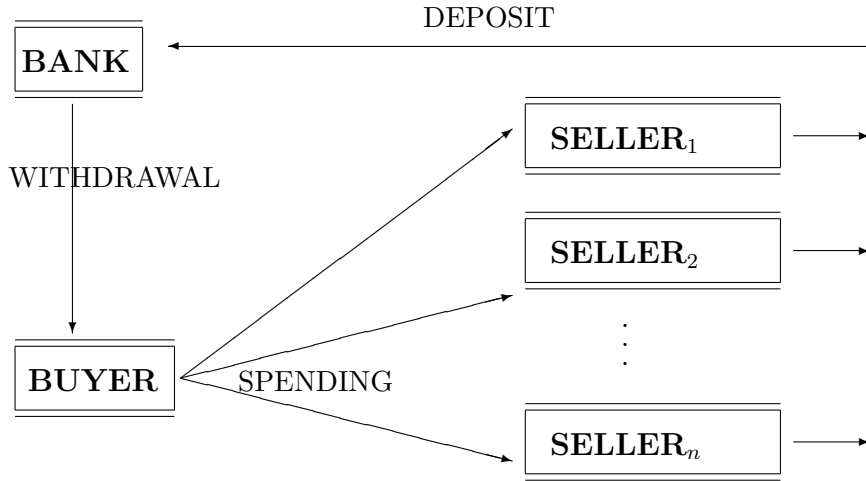 DEPOSIT
BANK
SELLER₁
WITHDRAWAL
SELLER₂
BUYER
SPENDING
SELLERₙ